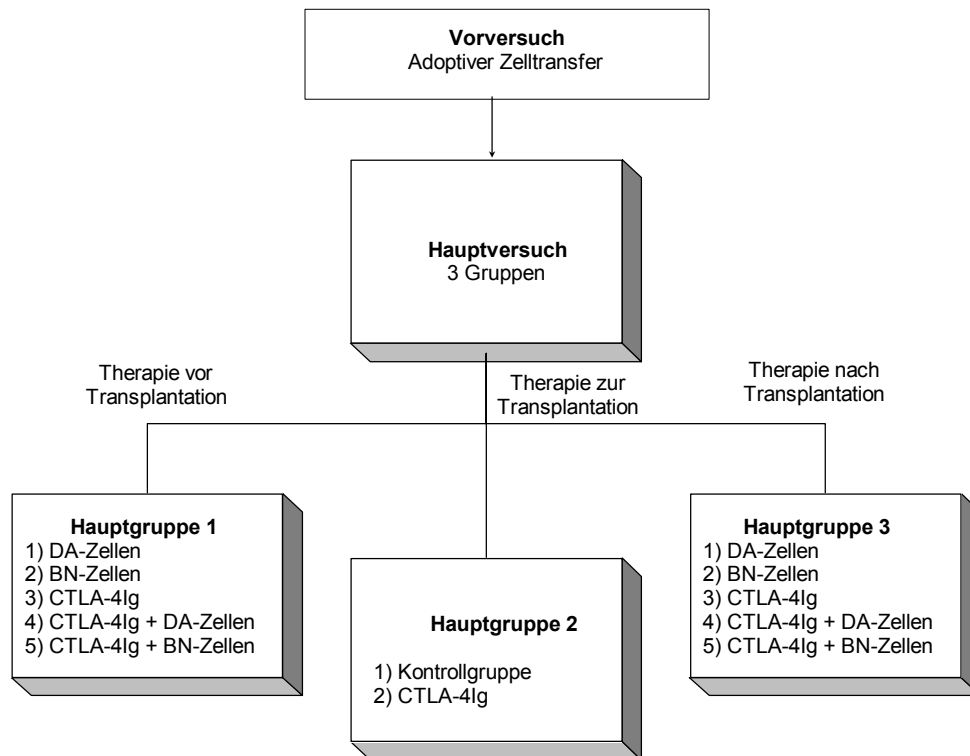 Vorversuch
Adoptiver Zelltransfer
Hauptversuch
3 Gruppen
Therapie vor
Transplantation
Therapie zur
Transplantation
Therapie nach
Transplantation
Hauptgruppe 1
1) DA-Zellen
2) BN-Zellen
3) CTLA-4Ig
4) CTLA-4Ig + DA-Zellen
5) CTLA-4Ig + BN-Zellen
Hauptgruppe 2
1) Kontrollgruppe
2) CTLA-4Ig
Hauptgruppe 3
1) DA-Zellen
2) BN-Zellen
3) CTLA-4Ig
4) CTLA-4Ig + DA-Zellen
5) CTLA-4Ig + BN-Zellen